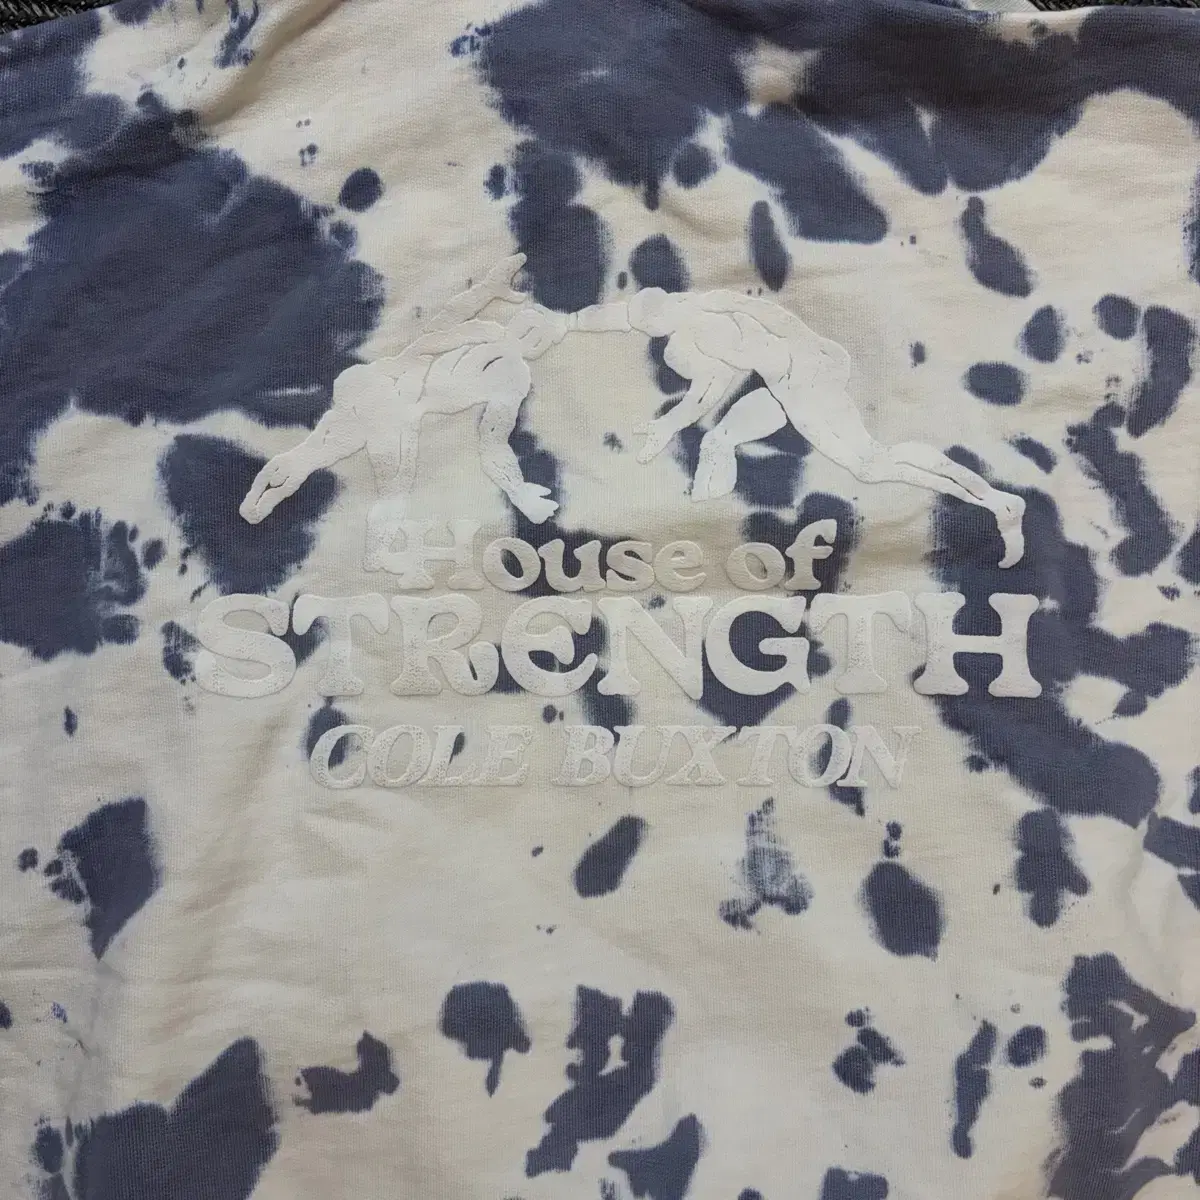 House of
STRENGTH
COLE BUXTON